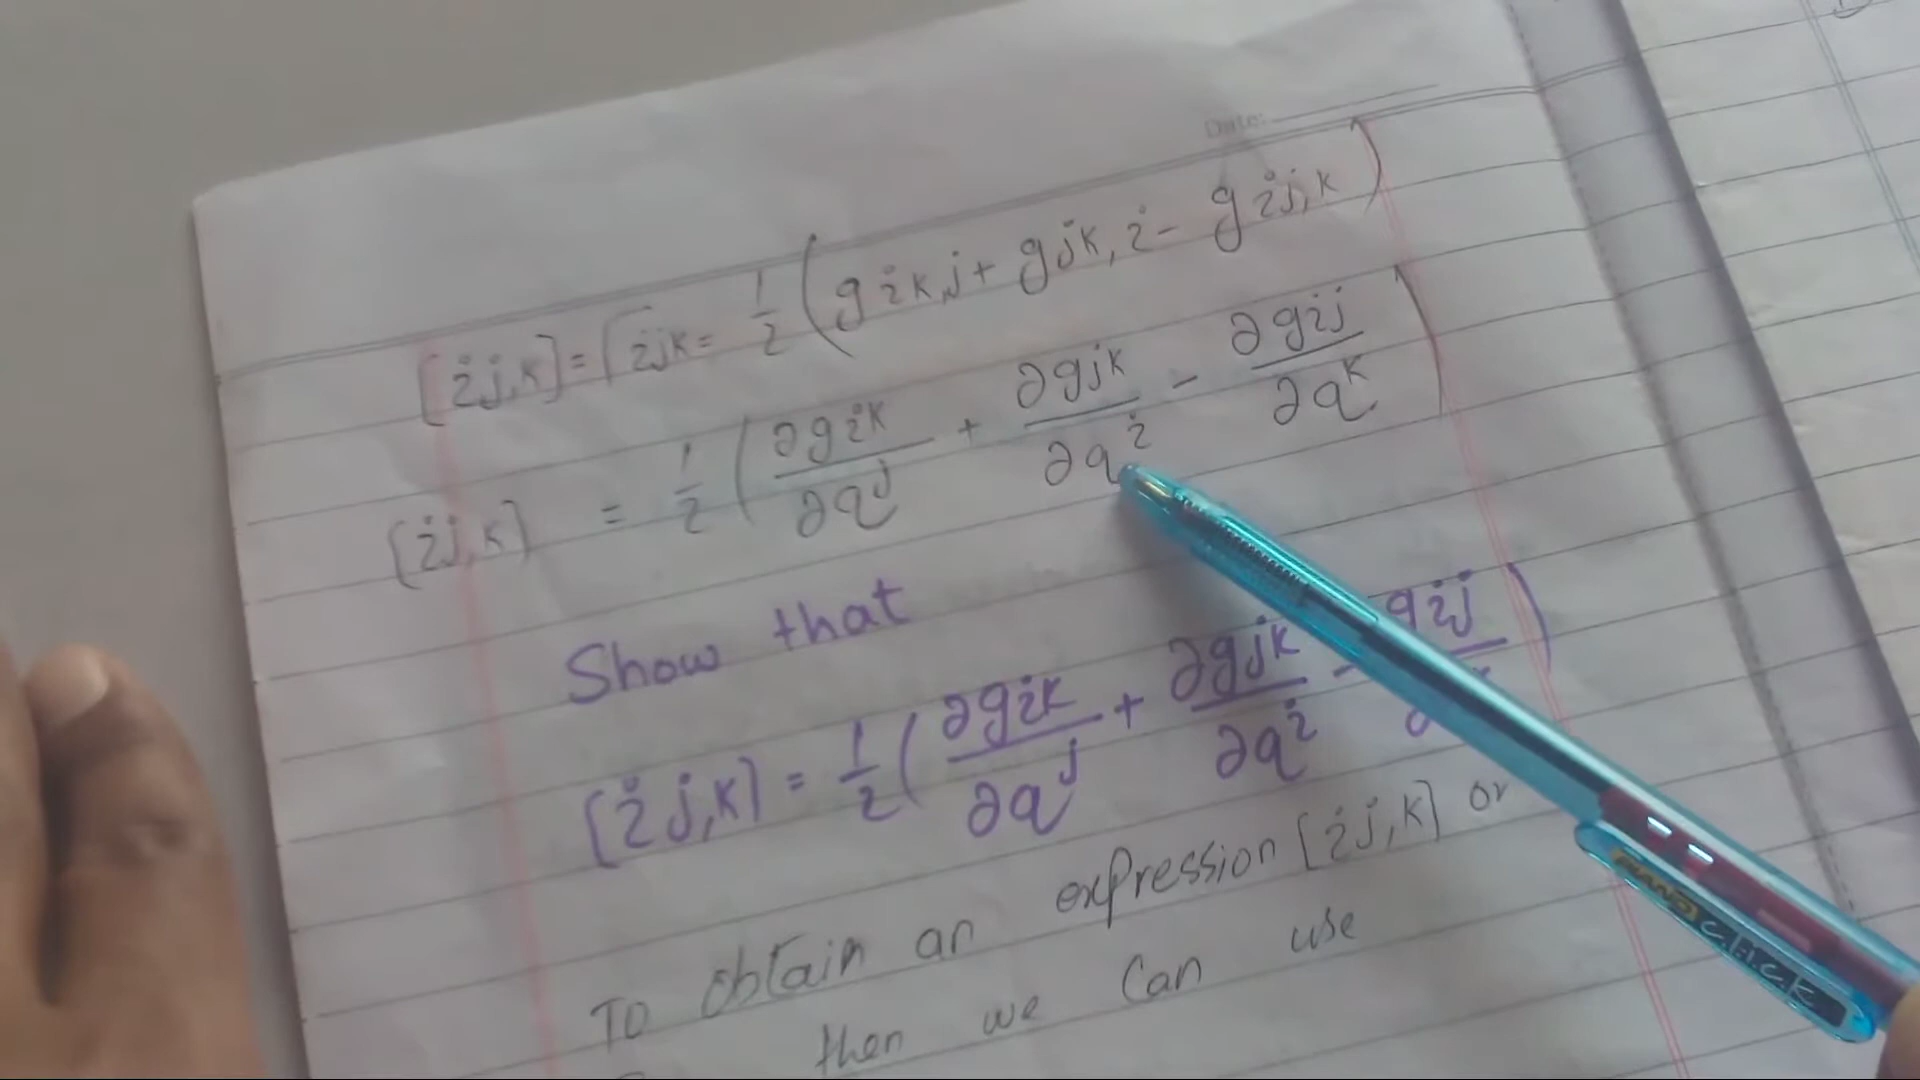 Date:
[ij,k] = Γijk = 1/2 (gik,j + gjk,i - gij,k)
[ij,k] = 1/2 (∂gik/∂q^j + ∂gjk/∂q^i - ∂gij/∂q^k)
Show that
[ij,k] = 1/2 (∂gik/∂q^j + ∂gjk/∂q^i - gij/∂)
To obtain an expression [ij,k] or
then we can use
CLICK